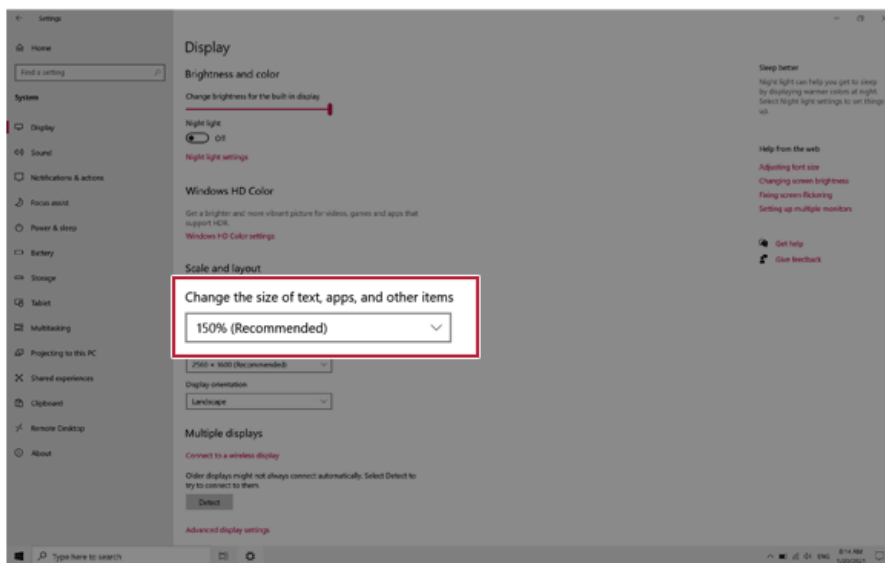 Settings
Home
Find a setting
System
Display
Sound
Notifications & actions
Focus assist
Power & sleep
Battery
Storage
Tablet
Multitasking
Projecting to this PC
Shared experiences
Clipboard
Remote Desktop
About
Display
Brightness and color
Change brightness for the built-in display
Night light
Off
Night light settings
Windows HD Color
Get a brighter and more vibrant picture for videos, games and apps that
support HDR.
Windows HD Color settings
Scale and layout
Change the size of text, apps, and other items
150% (Recommended)
2560 × 1600 (Recommended)
Display orientation
Landscape
Multiple displays
Connect to a wireless display
Older displays might not always connect automatically. Select Detect to
try to connect to them.
Detect
Advanced display settings
Sleep better
Night light can help you get to sleep
by displaying warmer colors at night.
Select Night light settings to set things
up.
Help from the web
Adjusting font size
Changing screen brightness
Fixing screen flickering
Setting up multiple monitors
Get help
Give feedback
Type here to search
ENG
8:14 AM